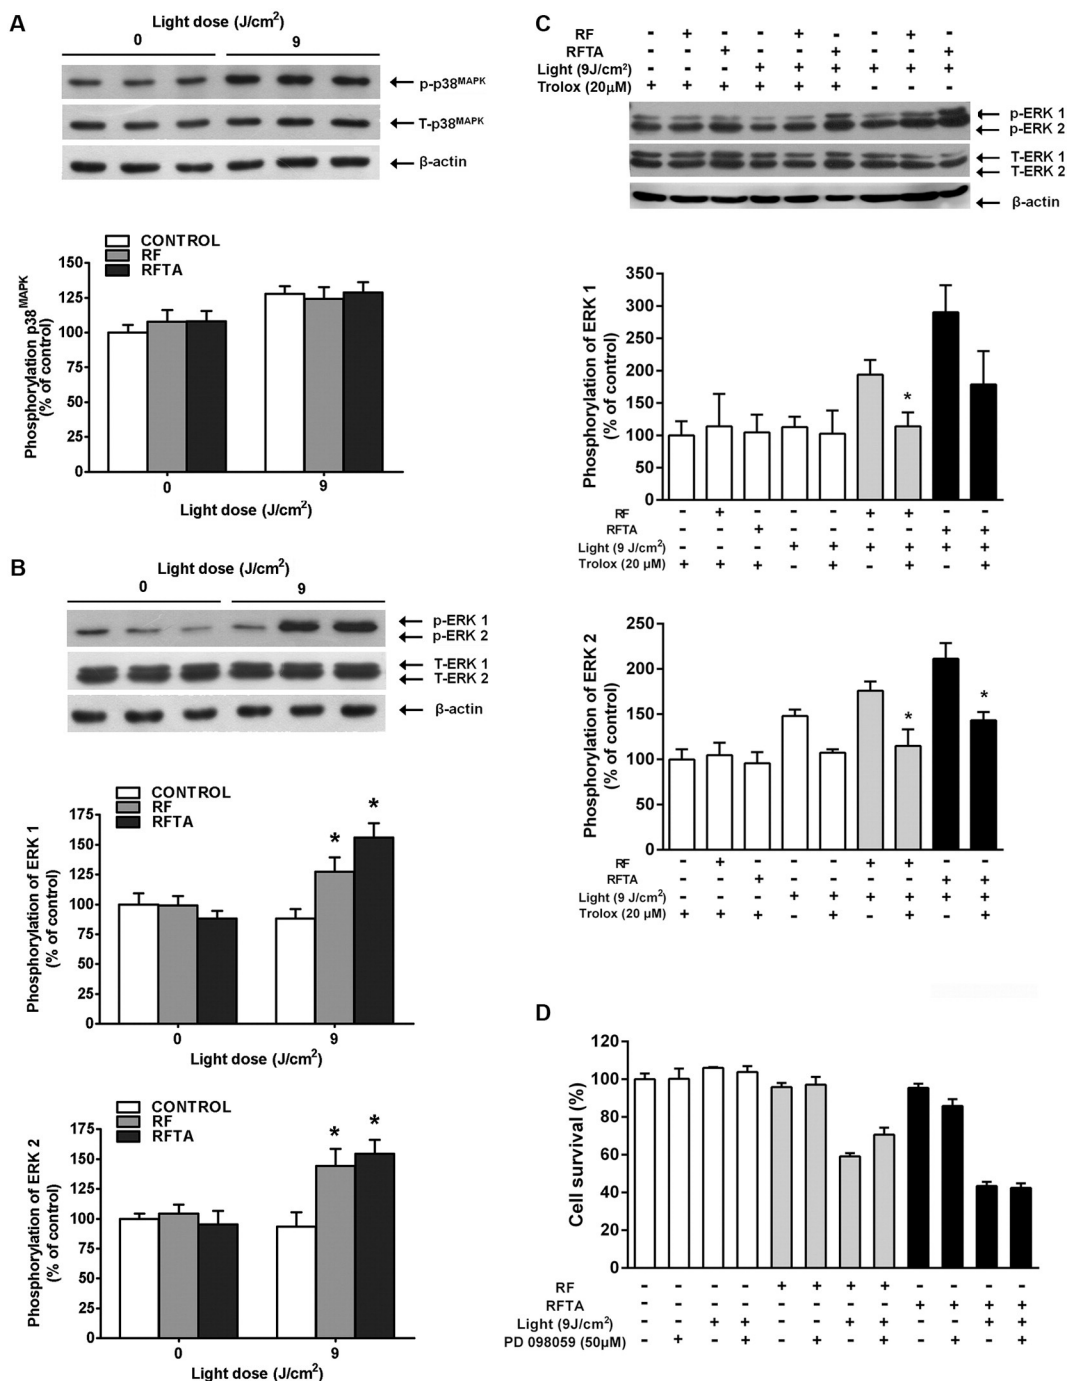 A
Light dose (J/cm²)
0 9
p-p38ᴹᴬᴾᴷ
T-p38ᴹᴬᴾᴷ
β-actin
CONTROL
RF
RFTA
Phosphorylation p38ᴹᴬᴾᴷ
(% of control)
150
125
100
75
50
25
0
0 9
Light dose (J/cm²)
B
Light dose (J/cm²)
0 9
p-ERK 1
p-ERK 2
T-ERK 1
T-ERK 2
β-actin
CONTROL
RF
RFTA
Phosphorylation of ERK 1
(% of control)
175
150
125
100
75
50
25
0
* *
0 9
Light dose (J/cm²)
CONTROL
RF
RFTA
Phosphorylation of ERK 2
(% of control)
175
150
125
100
75
50
25
0
* *
0 9
Light dose (J/cm²)
C
RF - + - - + - - + -
RFTA - - + - - + - - +
Light (9J/cm²) - - - + + + + + +
Trolox (20μM) + + + + + + - - -
p-ERK 1
p-ERK 2
T-ERK 1
T-ERK 2
β-actin
Phosphorylation of ERK 1
(% of control)
350
300
250
200
150
100
50
0
*
RF - + - - - + + - -
RFTA - - + - - - - + +
Light (9 J/cm²) - - - + + + + + +
Trolox (20 μM) + + + - + - + - +
Phosphorylation of ERK 2
(% of control)
250
200
150
100
50
0
* *
RF - + - - - + + - -
RFTA - - + - - - - + +
Light (9 J/cm²) - - - + + + + + +
Trolox (20 μM) + + + - + - + - +
D
Cell survival (%)
120
100
80
60
40
20
0
RF - - - - + + + + - - - -
RFTA - - - - - - - - + + + +
Light (9J/cm²) - - + + - - + + - - + +
PD 098059 (50μM) - + - + - + - + - + - +